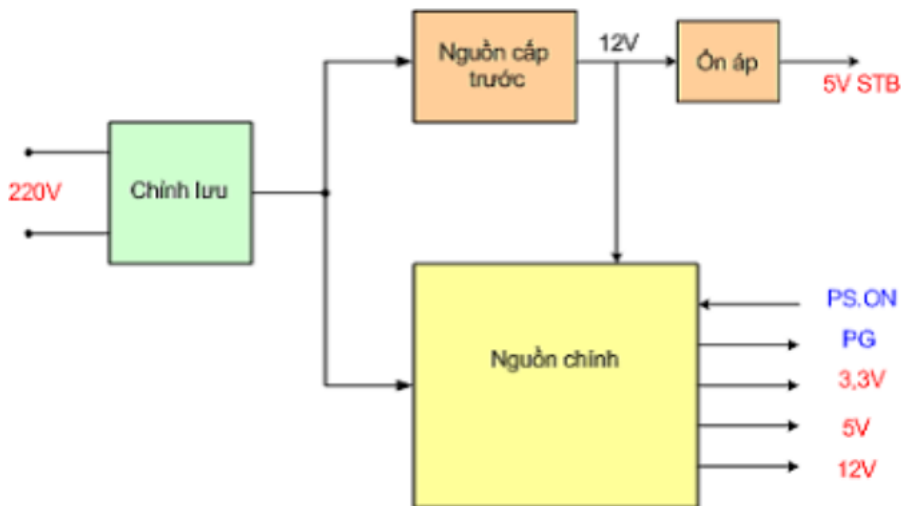 Nguồn cấp
trước
12V
Ổn áp
5V STB
220V
Chỉnh lưu
Nguồn chính
PS.ON
PG
3,3V
5V
12V